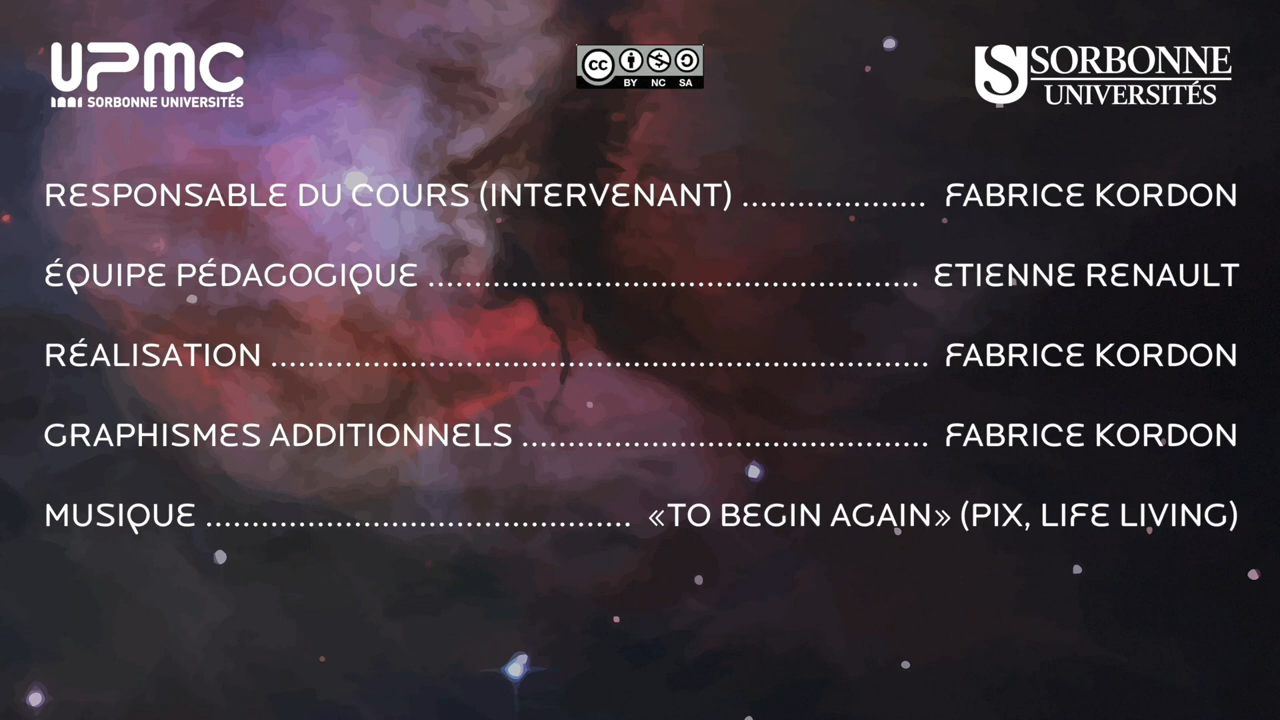 UPMC
SORBONNE UNIVERSITÉS
cc
BY NC SA
SORBONNE
UNIVERSITÉS
RESPONSABLE DU COURS (INTERVENANT) .................... FABRICE KORDON
ÉQUIPE PÉDAGOGIQUE ..................................................... ETIENNE RENAULT
RÉALISATION ....................................................................... FABRICE KORDON
GRAPHISMES ADDITIONNELS ............................................ FABRICE KORDON
MUSIQUE .............................................. «TO BEGIN AGAIN» (PIX, LIFE LIVING)